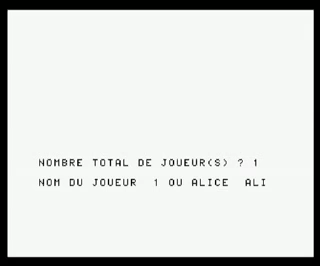 NOMBRE TOTAL DE JOUEUR(S) ? 1
NOM DU JOUEUR  1 OU ALICE  ALI